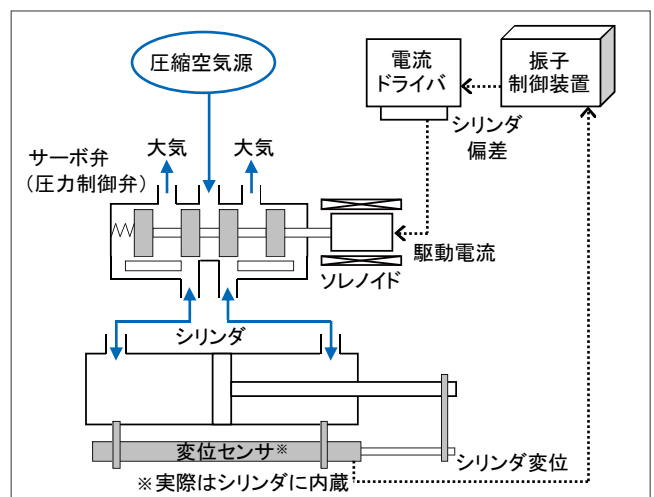 圧縮空気源
電流
ドライバ
振子
制御装置
シリンダ
偏差
サーボ弁
（圧力制御弁）
大気
大気
駆動電流
ソレノイド
シリンダ
変位センサ※
シリンダ変位
※実際はシリンダに内蔵